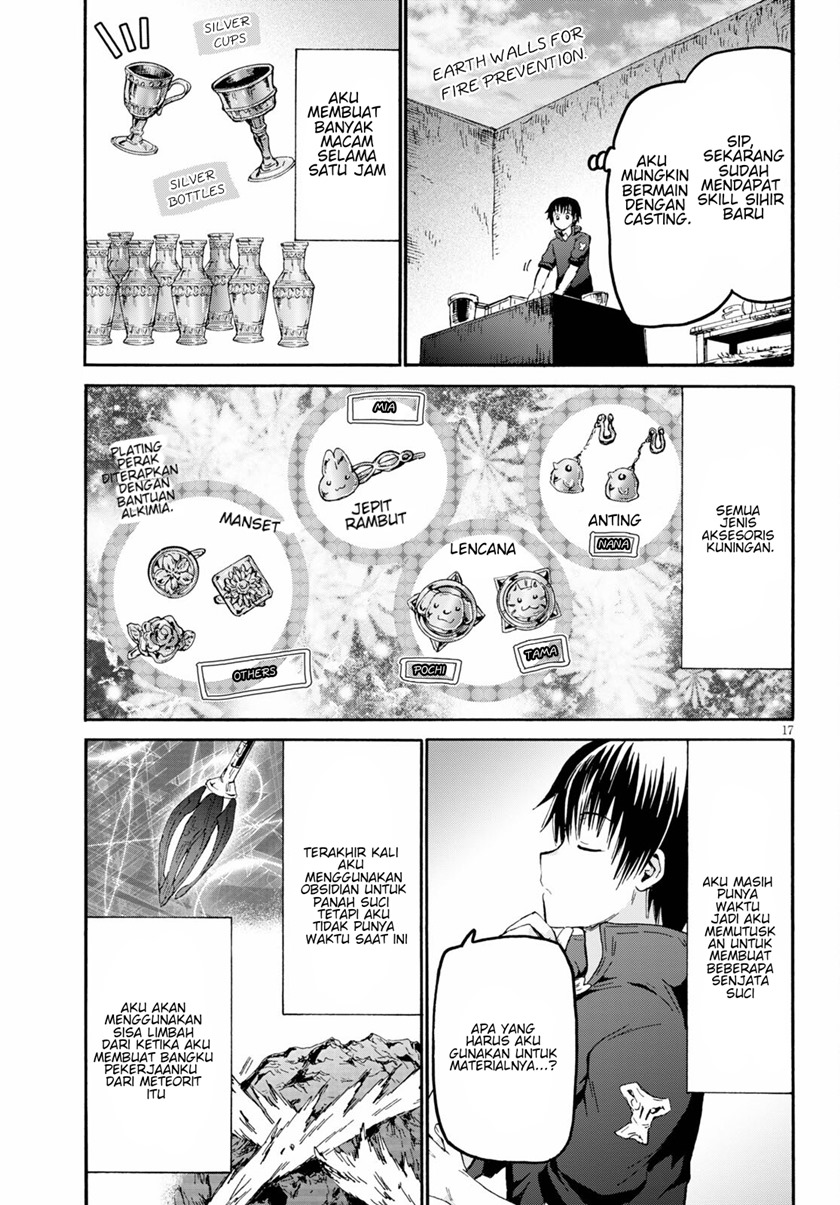 EARTH WALLS FOR
FIRE PREVENTION.
SIP,
SEKARANG
SUDAH
MENDAPAT
SKILL SIHIR
BARU
AKU
MUNGKIN
BERMAIN
DENGAN
CASTING.
AKU
MEMBUAT
BANYAK
MACAM
SELAMA
SATU JAM
SILVER
CUPS
SILVER
BOTTLES
SEMUA
JENIS
AKSESORIS
KUNINGAN.
ANTING
NANA
MIA
JEPIT
RAMBUT
LENCANA
TAMA
POCHI
PLATING
PERAK
DITERAPKAN
DENGAN
BANTUAN
ALKIMIA.
MANSET
OTHERS
17
AKU MASIH
PUNYA
WAKTU
JADI AKU
MEMUTUSK
KAN UNTUK
MEMBUAT
BEBERAPA
SENJATA
SUCI
APA YANG
HARUS AKU
GUNAKAN UNTUK
MATERIALNYA...?
TERAKHIR KALI
AKU
MENGGUNAKAN
OBSIDIAN UNTUK
PANAH SUCI
TETAPI AKU
TIDAK PUNYA
WAKTU SAAT INI
AKU AKAN
MENGGUNAKAN
SISA LIMBAH
DARI KETIKA AKU
MEMBUAT BANGKU
PEKERJAANKU
DARI METEORIT
ITU